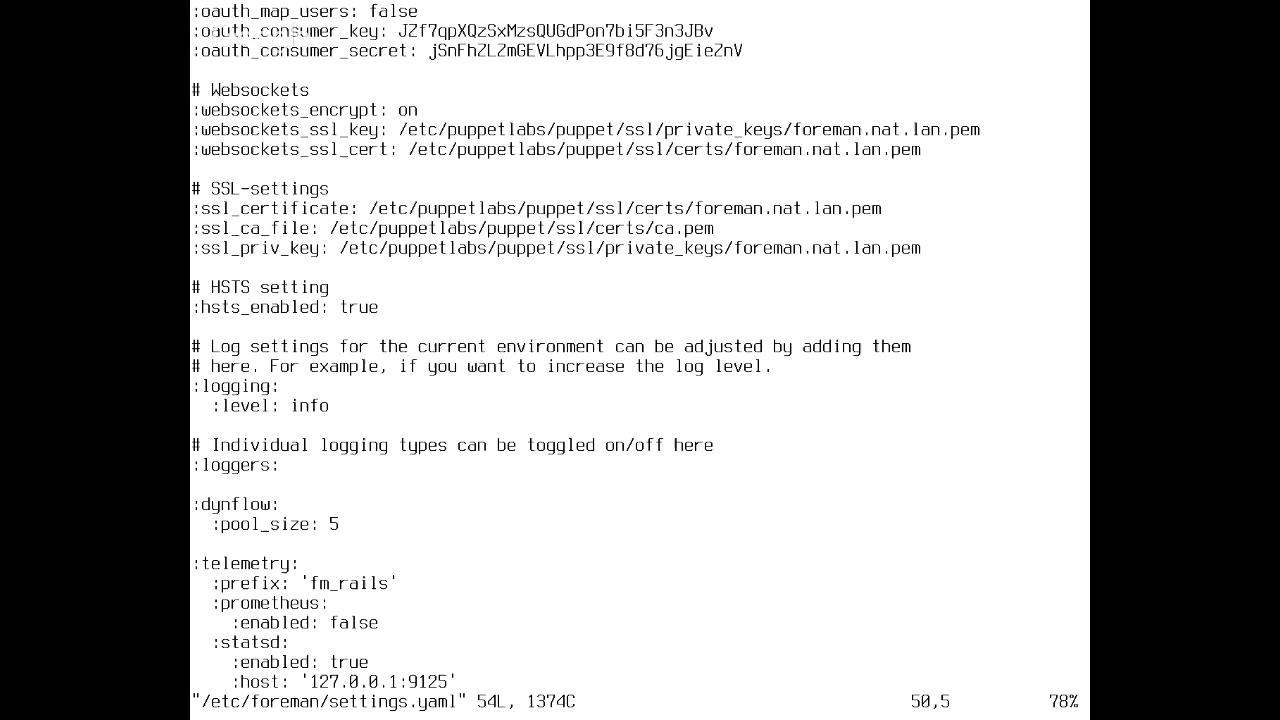 :oauth_map_users: false
:oauth_consumer_key: JZf7qpXQzSxMzsQUGdPon7bi5F3n3JBv
:oauth_consumer_secret: jSnFhZLZmGEVLhpp3E9f8d76jgEieZnV
# Websockets
:websockets_encrypt: on
:websockets_ssl_key: /etc/puppetlabs/puppet/ssl/private_keys/foreman.nat.lan.pem
:websockets_ssl_cert: /etc/puppetlabs/puppet/ssl/certs/foreman.nat.lan.pem
# SSL-settings
:ssl_certificate: /etc/puppetlabs/puppet/ssl/certs/foreman.nat.lan.pem
:ssl_ca_file: /etc/puppetlabs/puppet/ssl/certs/ca.pem
:ssl_priv_key: /etc/puppetlabs/puppet/ssl/private_keys/foreman.nat.lan.pem
# HSTS setting
:hsts_enabled: true
# Log settings for the current environment can be adjusted by adding them
# here. For example, if you want to increase the log level.
:logging:
  :level: info
# Individual logging types can be toggled on/off here
:loggers:
:dynflow:
  :pool_size: 5
:telemetry:
  :prefix: 'fm_rails'
  :prometheus:
    :enabled: false
  :statsd:
    :enabled: true
    :host: '127.0.0.1:9125'
"/etc/foreman/settings.yaml" 54L, 1374C 50,5 78%